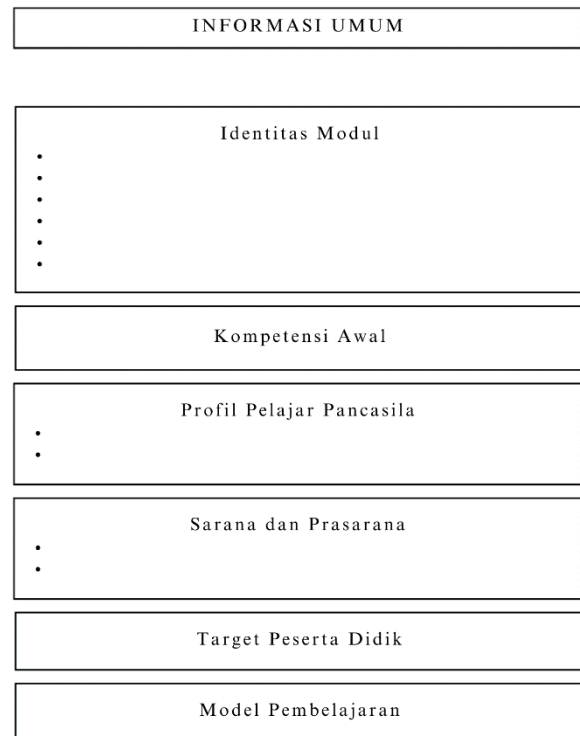 INFORMASI UMUM
Identitas Modul
•
•
•
•
•
•
Kompetensi Awal
Profil Pelajar Pancasila
•
•
Sarana dan Prasarana
•
•
Target Peserta Didik
Model Pembelajaran